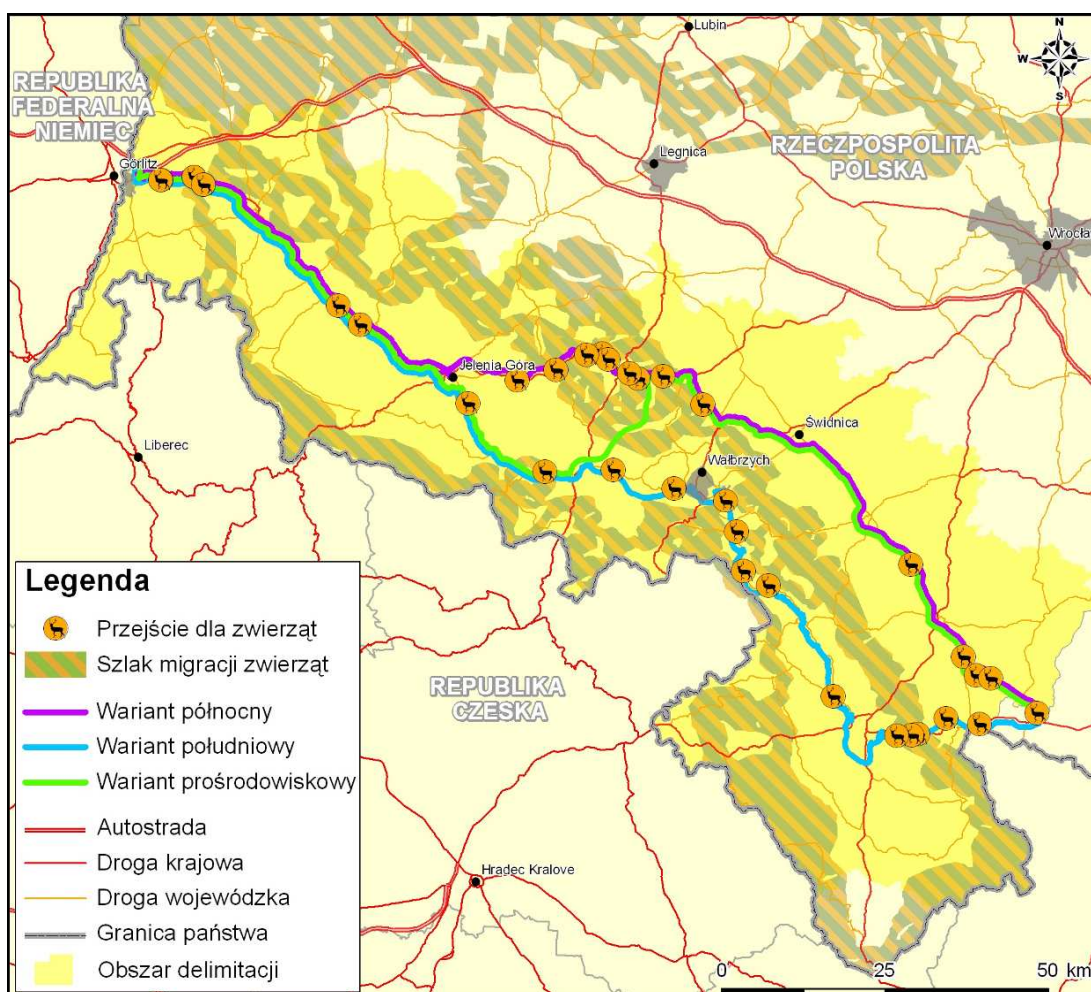 Lubin
N
W E
S
REPUBLIKA
FEDERALNA
NIEMIEC
Görlitz
Legnica
RZECZPOSPOLITA
POLSKA
Wrocła
Jelenia Góra
Świdnica
Liberec
Wałbrzych
Legenda
Przejście dla zwierząt
Szlak migracji zwierząt
Wariant północny
Wariant południowy
Wariant prośrodowiskowy
Autostrada
Droga krajowa
Droga wojewódzka
Granica państwa
Obszar delimitacji
REPUBLIKA
CZESKA
Hradec Kralove
0 25 50 km